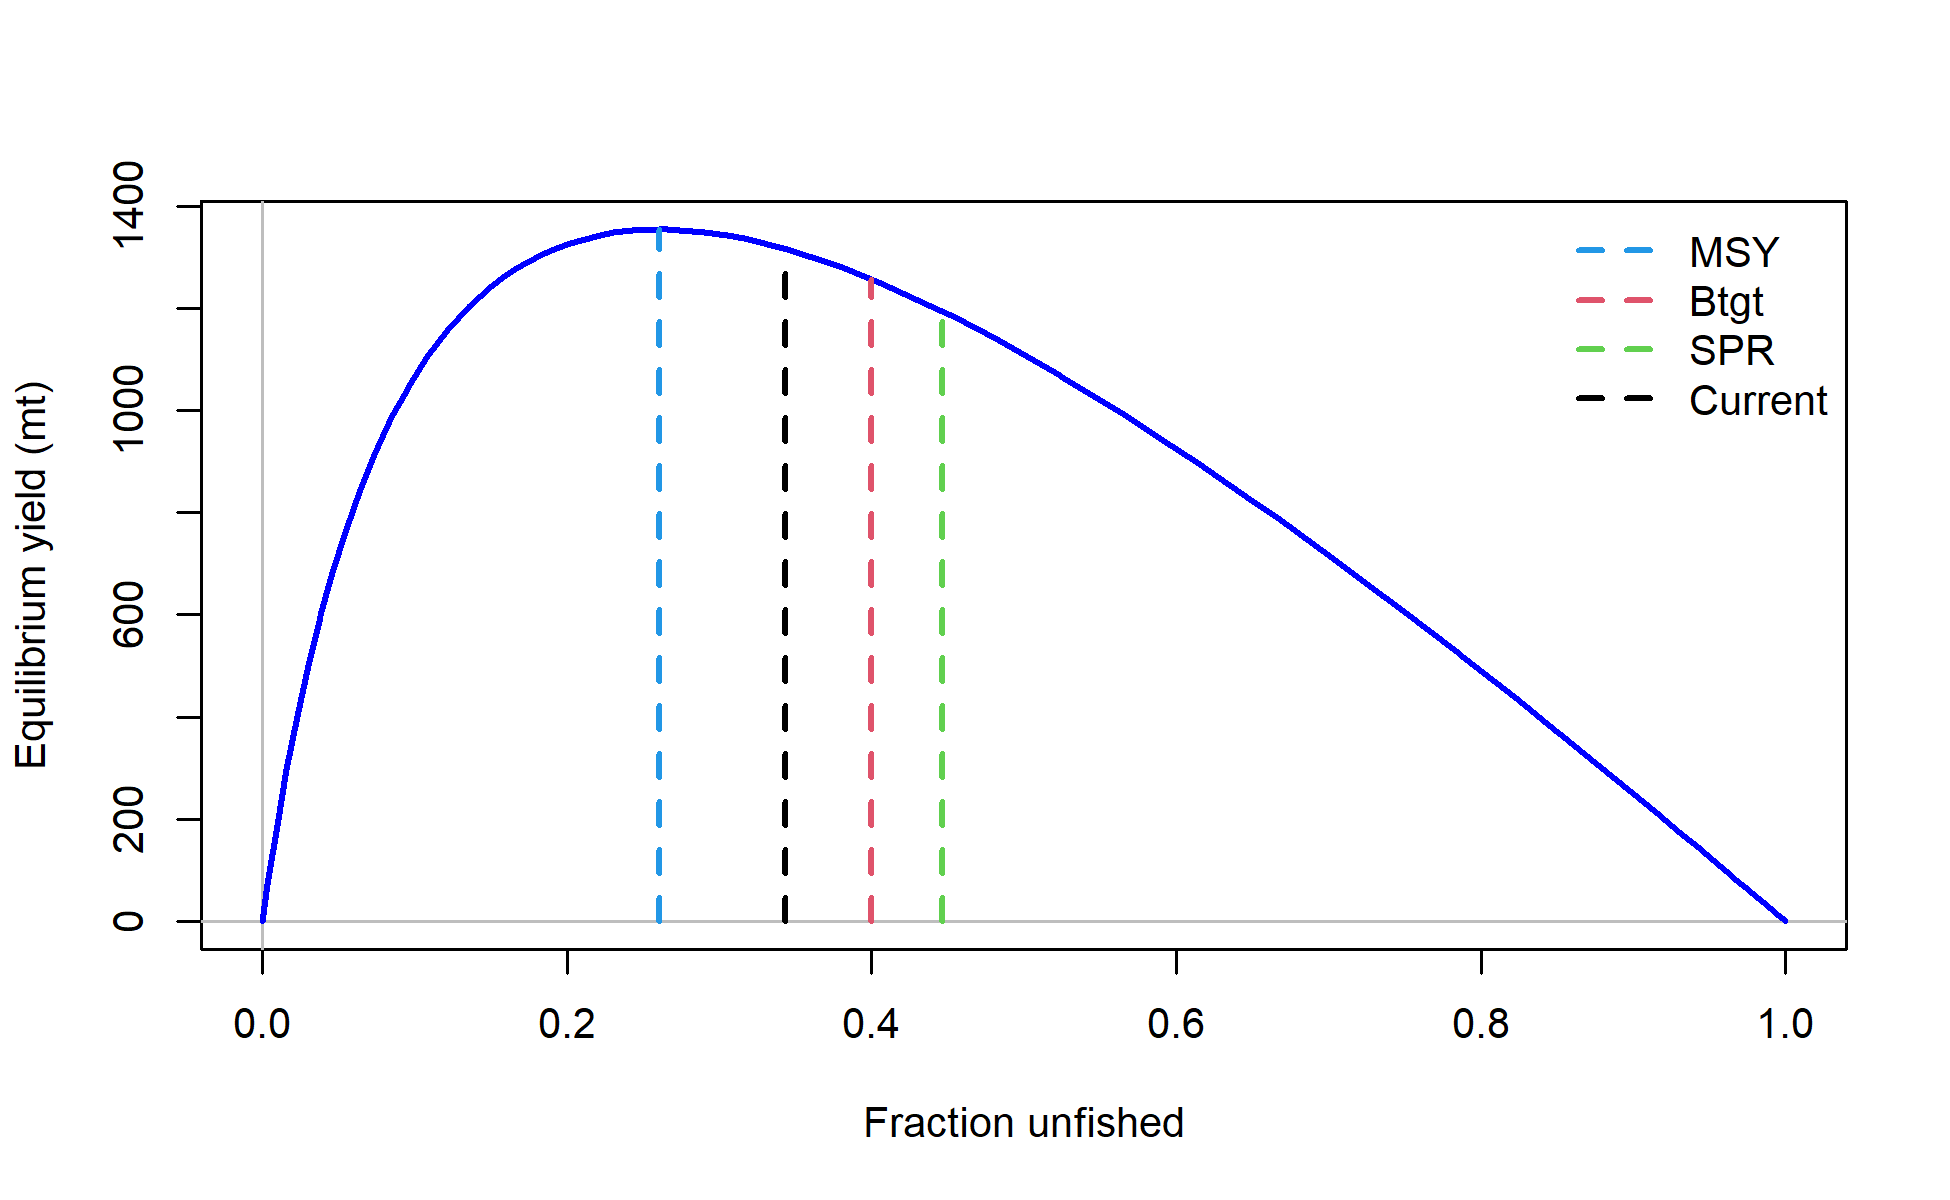 Equilibrium yield (mt)
1400
1000
600
200
0
MSY
Btgt
SPR
Current
0.0 0.2 0.4 0.6 0.8 1.0
Fraction unfished